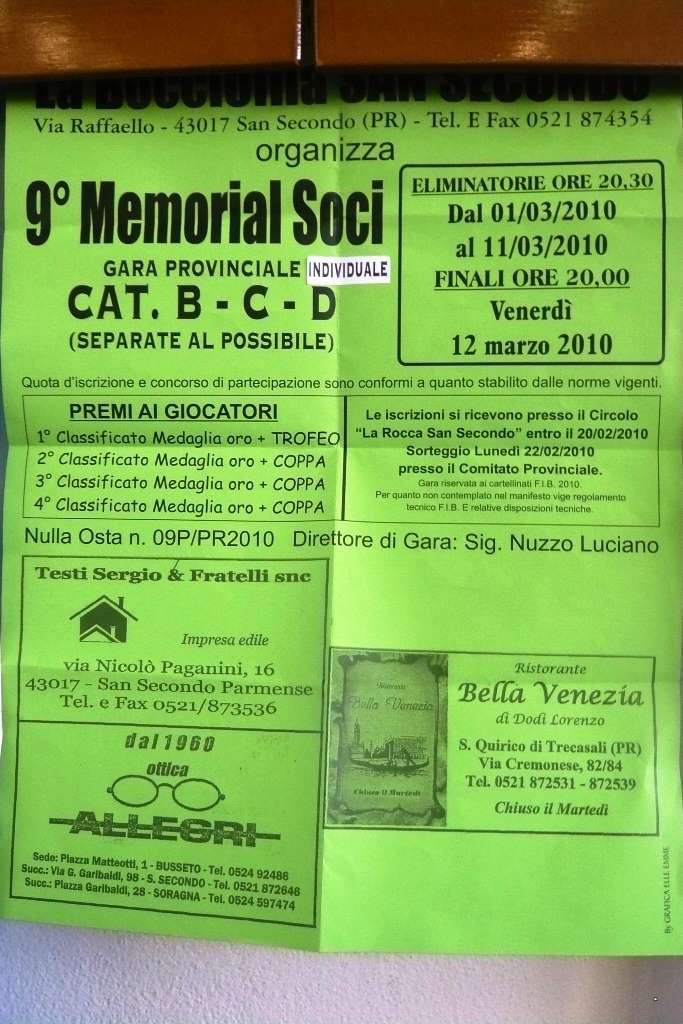 La Bocciofila SAN SECONDO
Via Raffaello - 43017 San Secondo (PR) - Tel. E Fax 0521 874354
organizza
9° Memorial Soci
GARA PROVINCIALE INDIVIDUALE
CAT. B - C - D
(SEPARATE AL POSSIBILE)
ELIMINATORIE ORE 20,30
Dal 01/03/2010
al 11/03/2010
FINALI ORE 20,00
Venerdì
12 marzo 2010
Quota d'iscrizione e concorso di partecipazione sono conformi a quanto stabilito dalle norme vigenti.
PREMI AI GIOCATORI
1° Classificato Medaglia oro + TROFEO
2° Classificato Medaglia oro + COPPA
3° Classificato Medaglia oro + COPPA
4° Classificato Medaglia oro + COPPA
Le iscrizioni si ricevono presso il Circolo
"La Rocca San Secondo" entro il 20/02/2010
Sorteggio Lunedì 22/02/2010
presso il Comitato Provinciale.
Gara riservata ai cartellinati F.I.B. 2010.
Per quanto non contemplato nel manifesto vige regolamento
tecnico F.I.B. E relative disposizioni tecniche.
Nulla Osta n. 09P/PR2010 Direttore di Gara: Sig. Nuzzo Luciano
Testi Sergio & Fratelli snc
Impresa edile
via Nicolò Paganini, 16
43017 - San Secondo Parmense
Tel. e Fax 0521/873536
dal 1960
ottica
ALLEGRI
Sede: Plazza Matteotti, 1 - BUSSETO - Tel. 0524 92486
Succ.: Via G. Garibaldi, 98 - S. SECONDO - Tel. 0521 872646
Succ.: Piazza Garibaldi, 28 - SORAGNA - Tel. 0524 597474
Ristorante
Bella Venezia
Chiuso il Martedì
Ristorante
Bella Venezia
di Dodi Lorenzo
S. Quirico di Trecasali (PR)
Via Cremonese, 82/84
Tel. 0521 872531 - 872539
Chiuso il Martedì
By GRAFICA ELLE EMME